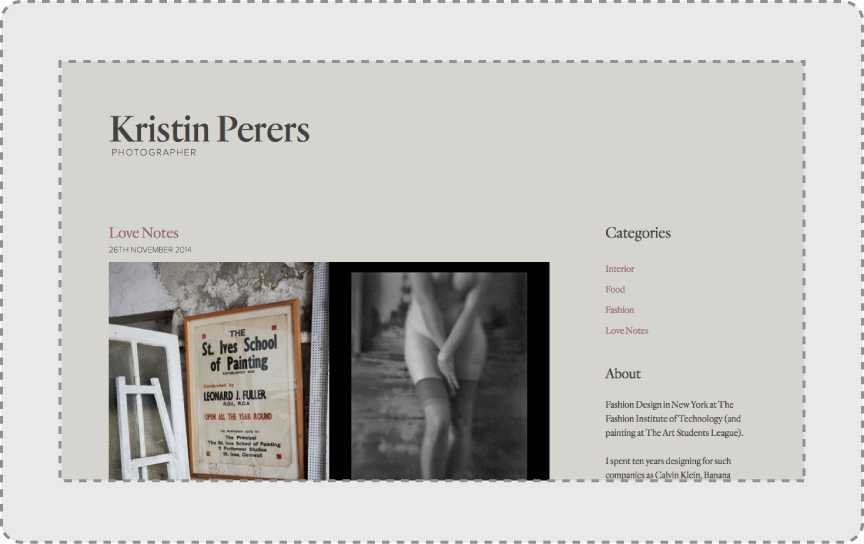 Kristin Perers
PHOTOGRAPHER
Love Notes
26TH NOVEMBER 2014
THE
St. Ives School
of Painting
ESTABLISHED 1938
Conducted by
LEONARD J. FULLER
R.O.I., R.C.A
OPEN ALL THE YEAR ROUND
The Principal
The St. Ives School of Painting
11 Porthmeor Studios
St. Ives, Cornwall
Categories
Interior
Food
Fashion
Love Notes
About
Fashion Design in New York at The
Fashion Institute of Technology (and
painting at The Art Students League).
I spent ten years designing for such
companies as Calvin Klein, Banana